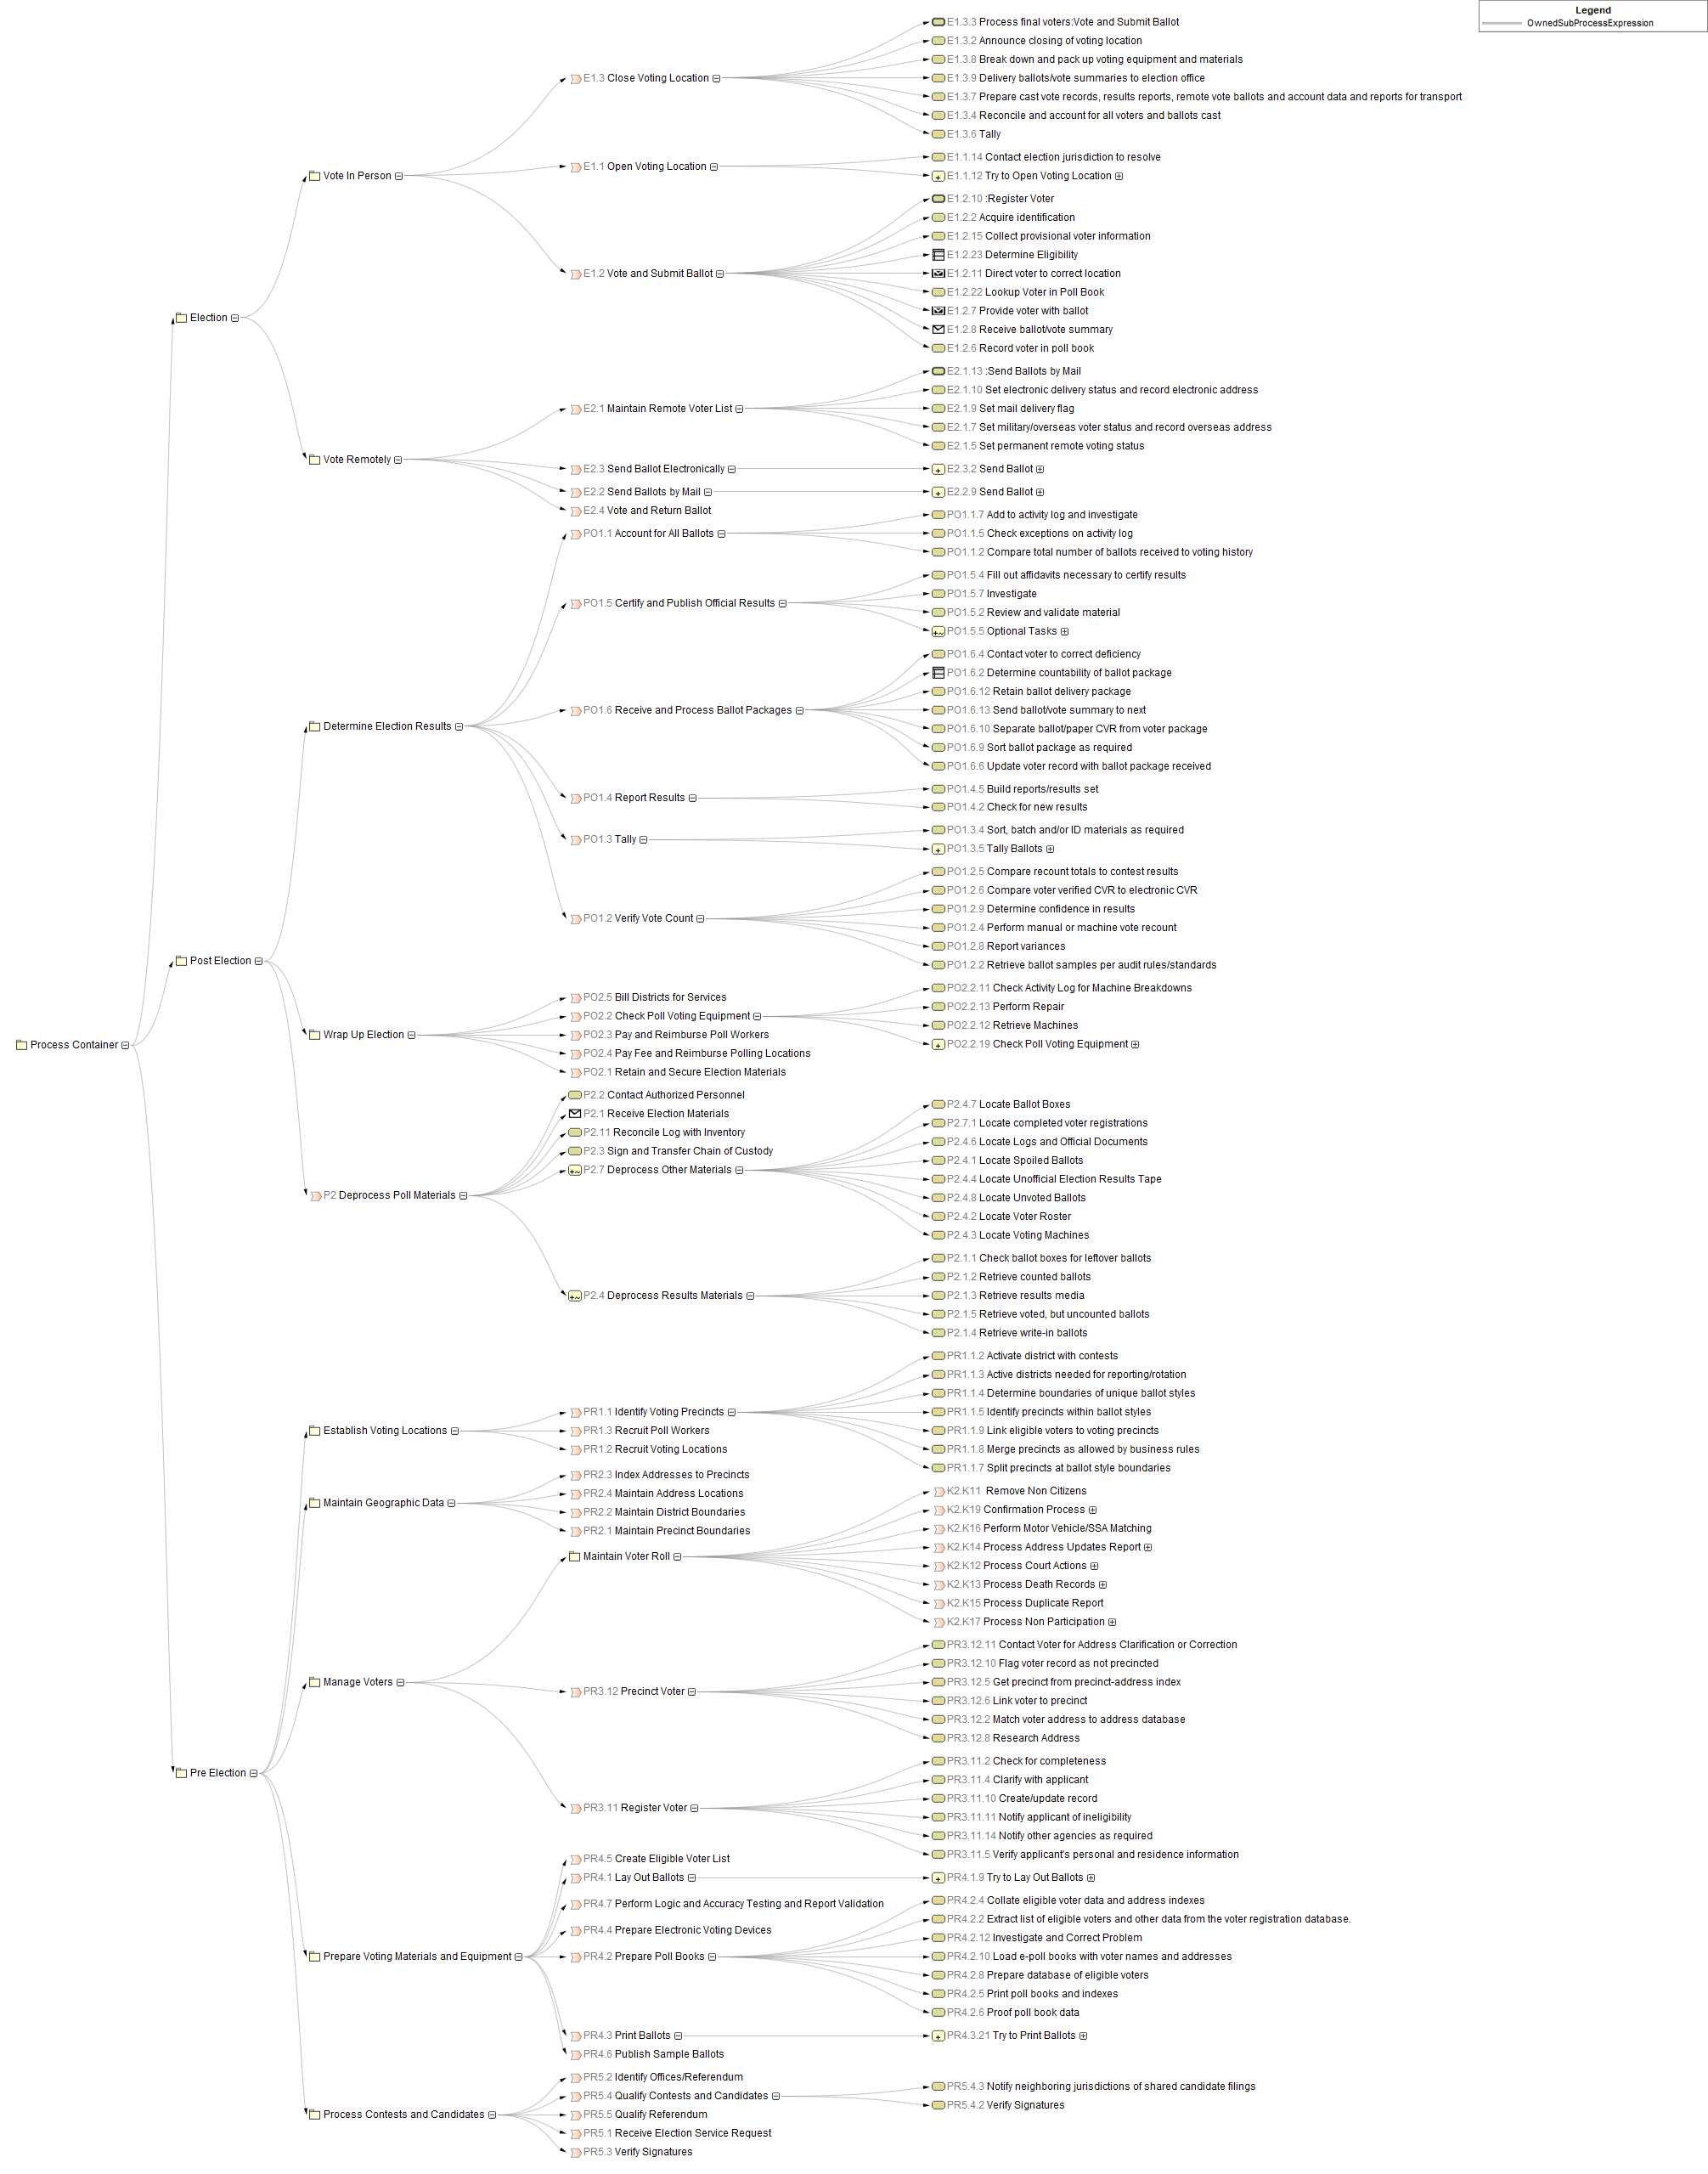 Legend
OwnedSubProcessExpression
Process Container
Election
Vote In Person
E1.3 Close Voting Location
E1.3.3 Process final voters:Vote and Submit Ballot
E1.3.2 Announce closing of voting location
E1.3.8 Break down and pack up voting equipment and materials
E1.3.9 Delivery ballots/vote summaries to election office
E1.3.7 Prepare cast vote records, results reports, remote vote ballots and account data and reports for transport
E1.3.4 Reconcile and account for all voters and ballots cast
E1.3.6 Tally
E1.1 Open Voting Location
E1.1.14 Contact election jurisdiction to resolve
E1.1.12 Try to Open Voting Location
E1.2 Vote and Submit Ballot
E1.2.10 :Register Voter
E1.2.2 Acquire identification
E1.2.15 Collect provisional voter information
E1.2.23 Determine Eligibility
E1.2.11 Direct voter to correct location
E1.2.22 Lookup Voter in Poll Book
E1.2.7 Provide voter with ballot
E1.2.8 Receive ballot/vote summary
E1.2.6 Record voter in poll book
Vote Remotely
E2.1 Maintain Remote Voter List
E2.1.13 :Send Ballots by Mail
E2.1.10 Set electronic delivery status and record electronic address
E2.1.9 Set mail delivery flag
E2.1.7 Set military/overseas voter status and record overseas address
E2.1.5 Set permanent remote voting status
E2.3 Send Ballot Electronically
E2.3.2 Send Ballot
E2.2 Send Ballots by Mail
E2.2.9 Send Ballot
E2.4 Vote and Return Ballot
Post Election
Determine Election Results
PO1.1 Account for All Ballots
PO1.1.7 Add to activity log and investigate
PO1.1.5 Check exceptions on activity log
PO1.1.2 Compare total number of ballots received to voting history
PO1.5 Certify and Publish Official Results
PO1.5.4 Fill out affidavits necessary to certify results
PO1.5.7 Investigate
PO1.5.2 Review and validate material
PO1.5.5 Optional Tasks
PO1.6 Receive and Process Ballot Packages
PO1.6.4 Contact voter to correct deficiency
PO1.6.2 Determine countability of ballot package
PO1.6.12 Retain ballot delivery package
PO1.6.13 Send ballot/vote summary to next
PO1.6.10 Separate ballot/paper CVR from voter package
PO1.6.9 Sort ballot package as required
PO1.6.6 Update voter record with ballot package received
PO1.4 Report Results
PO1.4.5 Build reports/results set
PO1.4.2 Check for new results
PO1.3 Tally
PO1.3.4 Sort, batch and/or ID materials as required
PO1.3.5 Tally Ballots
PO1.2 Verify Vote Count
PO1.2.5 Compare recount totals to contest results
PO1.2.6 Compare voter verified CVR to electronic CVR
PO1.2.9 Determine confidence in results
PO1.2.4 Perform manual or machine vote recount
PO1.2.8 Report variances
PO1.2.2 Retrieve ballot samples per audit rules/standards
Wrap Up Election
PO2.5 Bill Districts for Services
PO2.2 Check Poll Voting Equipment
PO2.2.11 Check Activity Log for Machine Breakdowns
PO2.2.13 Perform Repair
PO2.2.12 Retrieve Machines
PO2.2.19 Check Poll Voting Equipment
PO2.3 Pay and Reimburse Poll Workers
PO2.4 Pay Fee and Reimburse Polling Locations
PO2.1 Retain and Secure Election Materials
P2 Deprocess Poll Materials
P2.2 Contact Authorized Personnel
P2.1 Receive Election Materials
P2.11 Reconcile Log with Inventory
P2.3 Sign and Transfer Chain of Custody
P2.7 Deprocess Other Materials
P2.4.7 Locate Ballot Boxes
P2.7.1 Locate completed voter registrations
P2.4.6 Locate Logs and Official Documents
P2.4.1 Locate Spoiled Ballots
P2.4.4 Locate Unofficial Election Results Tape
P2.4.8 Locate Unvoted Ballots
P2.4.2 Locate Voter Roster
P2.4.3 Locate Voting Machines
P2.4 Deprocess Results Materials
P2.1.1 Check ballot boxes for leftover ballots
P2.1.2 Retrieve counted ballots
P2.1.3 Retrieve results media
P2.1.5 Retrieve voted, but uncounted ballots
P2.1.4 Retrieve write-in ballots
Pre Election
Establish Voting Locations
PR1.1 Identify Voting Precincts
PR1.1.2 Activate district with contests
PR1.1.3 Active districts needed for reporting/rotation
PR1.1.4 Determine boundaries of unique ballot styles
PR1.1.5 Identify precincts within ballot styles
PR1.1.9 Link eligible voters to voting precincts
PR1.1.8 Merge precincts as allowed by business rules
PR1.1.7 Split precincts at ballot style boundaries
PR1.3 Recruit Poll Workers
PR1.2 Recruit Voting Locations
Maintain Geographic Data
PR2.3 Index Addresses to Precincts
PR2.4 Maintain Address Locations
PR2.2 Maintain District Boundaries
PR2.1 Maintain Precinct Boundaries
Manage Voters
Maintain Voter Roll
K2.K11 Remove Non Citizens
K2.K19 Confirmation Process
K2.K16 Perform Motor Vehicle/SSA Matching
K2.K14 Process Address Updates Report
K2.K12 Process Court Actions
K2.K13 Process Death Records
K2.K15 Process Duplicate Report
K2.K17 Process Non Participation
PR3.12 Precinct Voter
PR3.12.11 Contact Voter for Address Clarification or Correction
PR3.12.10 Flag voter record as not precincted
PR3.12.5 Get precinct from precinct-address index
PR3.12.6 Link voter to precinct
PR3.12.2 Match voter address to address database
PR3.12.8 Research Address
PR3.11 Register Voter
PR3.11.2 Check for completeness
PR3.11.4 Clarify with applicant
PR3.11.10 Create/update record
PR3.11.11 Notify applicant of ineligibility
PR3.11.14 Notify other agencies as required
PR3.11.5 Verify applicant's personal and residence information
Prepare Voting Materials and Equipment
PR4.5 Create Eligible Voter List
PR4.1 Lay Out Ballots
PR4.1.9 Try to Lay Out Ballots
PR4.7 Perform Logic and Accuracy Testing and Report Validation
PR4.4 Prepare Electronic Voting Devices
PR4.2 Prepare Poll Books
PR4.2.4 Collate eligible voter data and address indexes
PR4.2.2 Extract list of eligible voters and other data from the voter registration database.
PR4.2.12 Investigate and Correct Problem
PR4.2.10 Load e-poll books with voter names and addresses
PR4.2.8 Prepare database of eligible voters
PR4.2.5 Print poll books and indexes
PR4.2.6 Proof poll book data
PR4.3 Print Ballots
PR4.3.21 Try to Print Ballots
PR4.6 Publish Sample Ballots
Process Contests and Candidates
PR5.2 Identify Offices/Referendum
PR5.4 Qualify Contests and Candidates
PR5.4.3 Notify neighboring jurisdictions of shared candidate filings
PR5.4.2 Verify Signatures
PR5.5 Qualify Referendum
PR5.1 Receive Election Service Request
PR5.3 Verify Signatures